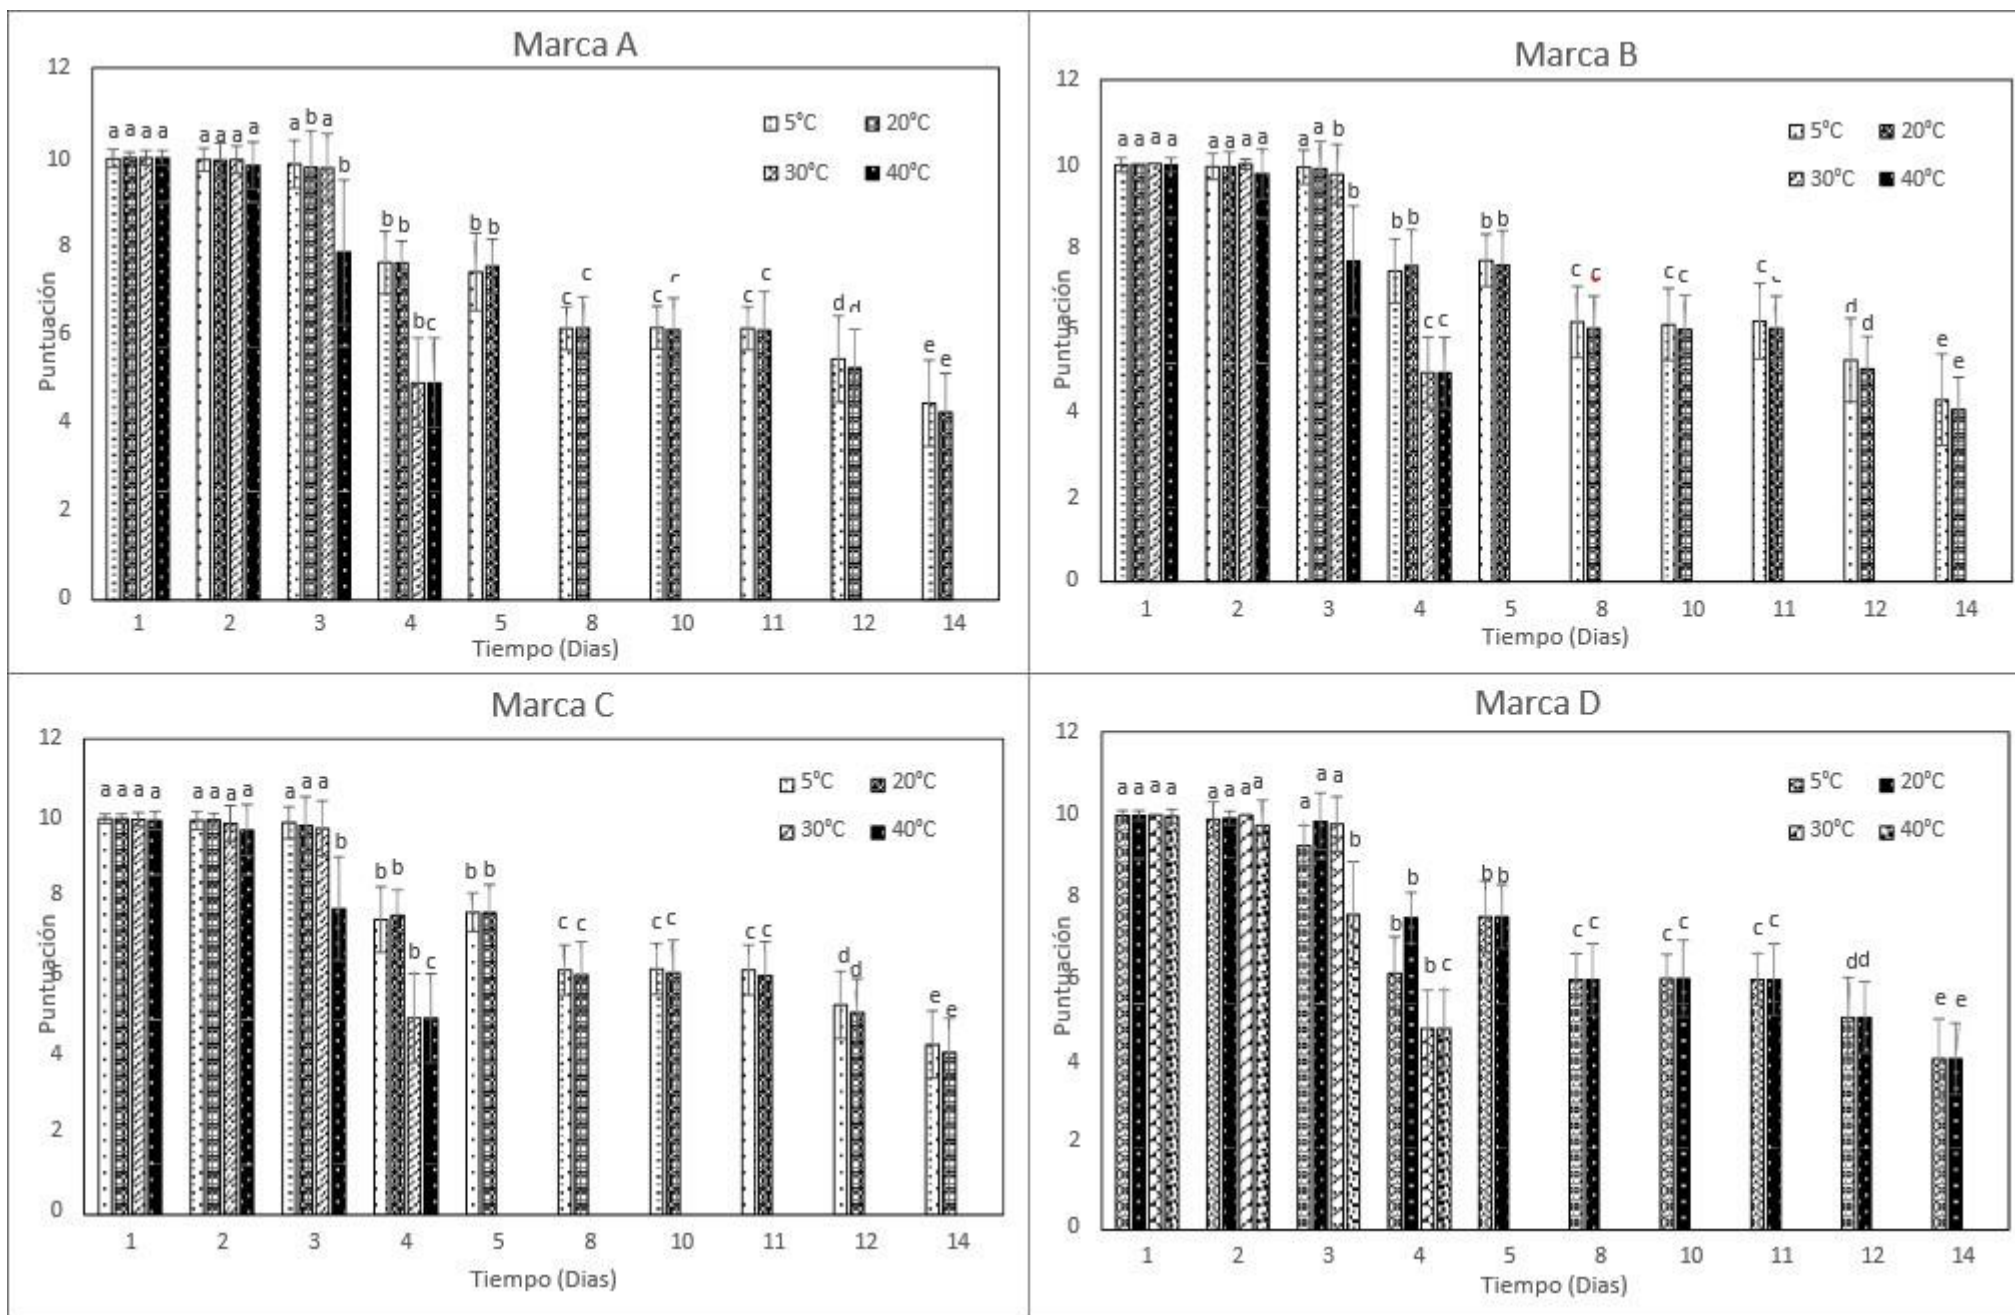 Marca A
12
10
8
6
4
2
0
Puntuación
5°C 20°C
30°C 40°C
a a a a
a a a a
a b a b
b b b c
b b
c c
c
c c
d
e e
1 2 3 4 5 8 10 11 12 14
Tiempo (Dias)
Marca B
12
10
8
6
4
2
0
Puntuación
5°C 20°C
30°C 40°C
a a a a
a a a a
a a b b
b b c c
b b
c c
c c
c
d
e e
1 2 3 4 5 8 10 11 12 14
Tiempo (Dias)
Marca C
12
10
8
6
4
2
0
Puntuación
5°C 20°C
30°C 40°C
a a a a
a a a a
a a a b
b b b c
b b
c c
c c
c c
d d
e e
1 2 3 4 5 8 10 11 12 14
Tiempo (Dias)
Marca D
12
10
8
6
4
2
0
Puntuación
5°C 20°C
30°C 40°C
a a a a
a a a a
a a a b
b b b c
b b
c c
c c
c c
d d
e e
1 2 3 4 5 8 10 11 12 14
Tiempo (Dias)